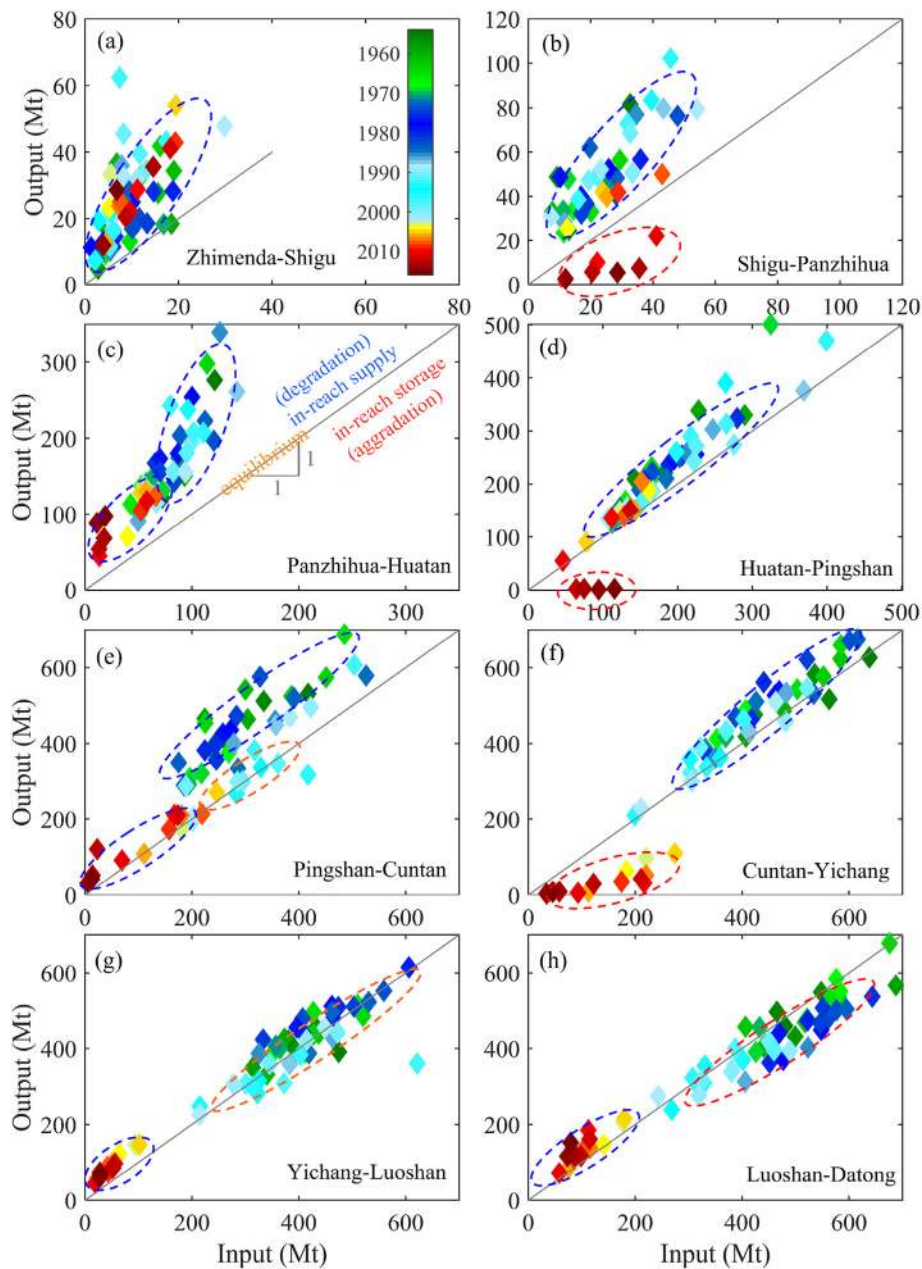 (a)
80
60
40
20
0
Output (Mt)
1960
1970
1980
1990
2000
2010
Zhimenda-Shigu
0 20 40 60 80
(b)
120
100
80
60
40
20
0
Shigu-Panzhihua
0 20 40 60 80 100 120
(c)
300
200
100
0
Output (Mt)
(degradation)
in-reach supply
in-reach storage
(aggradation)
equilibrium
1
1
Panzhihua-Huatan
0 100 200 300
(d)
500
400
300
200
100
0
Huatan-Pingshan
0 100 200 300 400 500
(e)
600
400
200
0
Output (Mt)
Pingshan-Cuntan
0 200 400 600
(f)
600
400
200
0
Cuntan-Yichang
0 200 400 600
(g)
600
400
200
0
Output (Mt)
Yichang-Luoshan
0 200 400 600
Input (Mt)
(h)
600
400
200
0
Luoshan-Datong
0 200 400 600
Input (Mt)